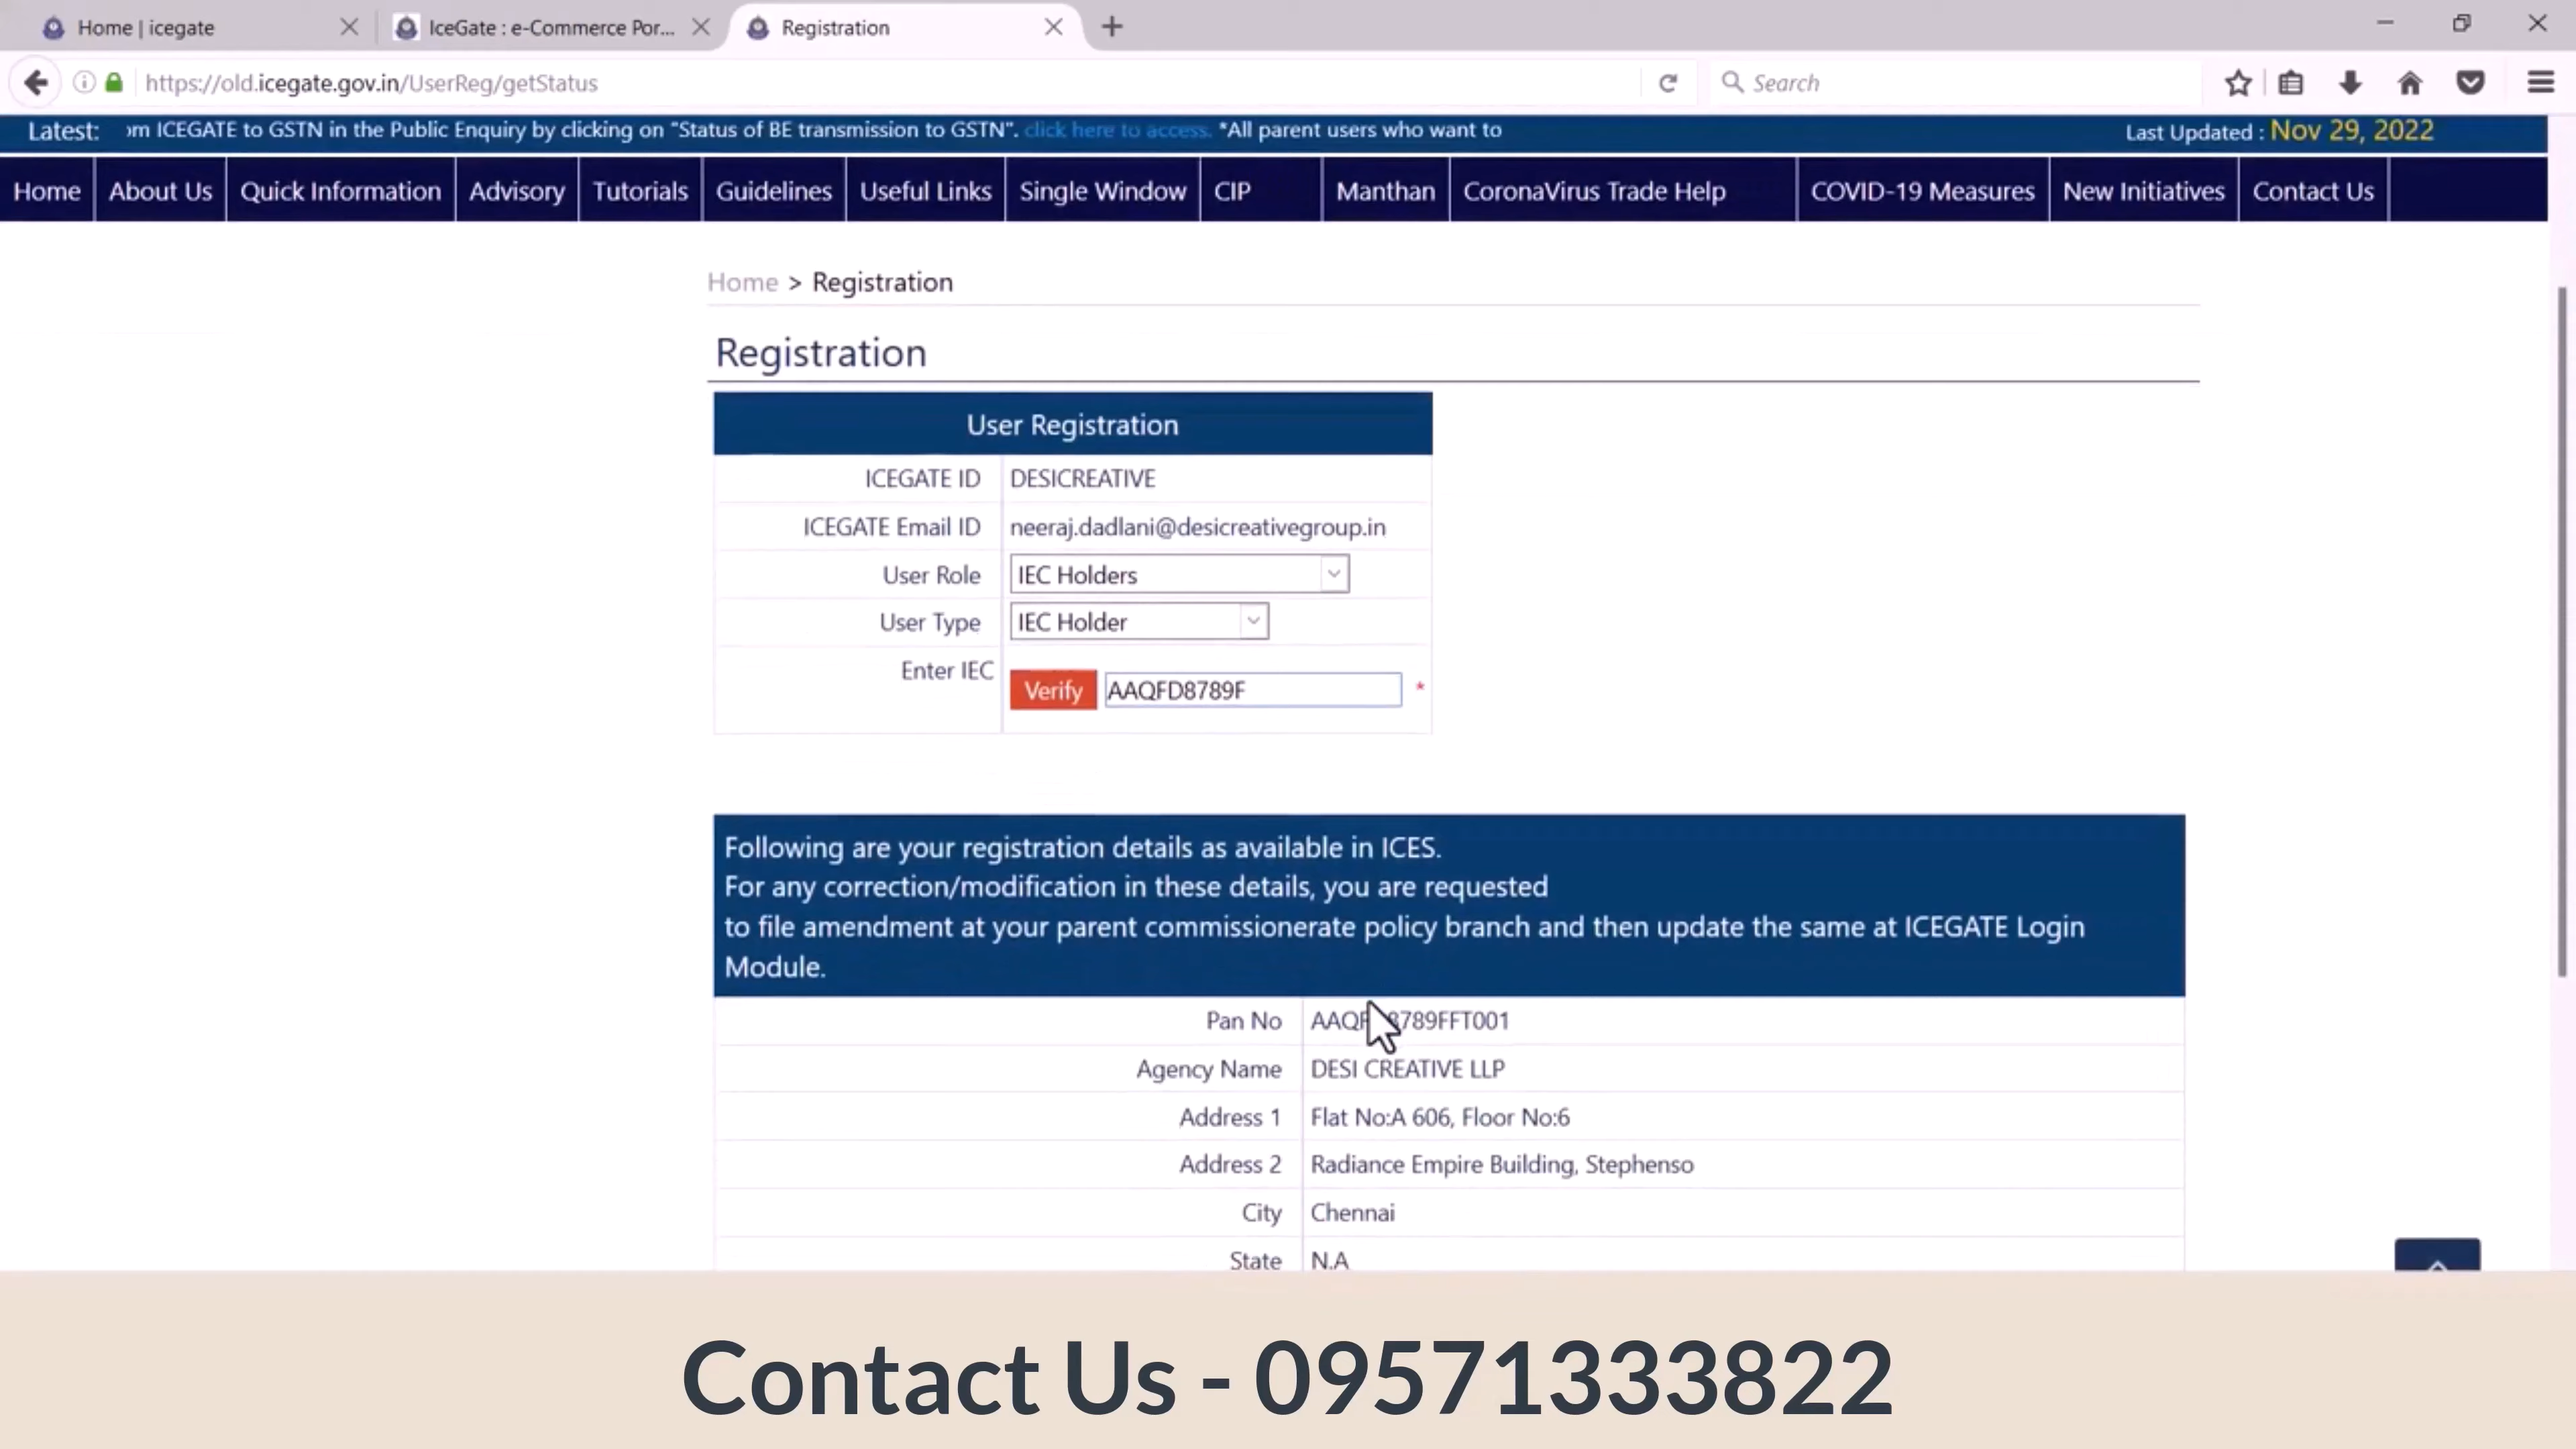 Home | icegate
IceGate : e-Commerce Por...
Registration
https://old.icegate.gov.in/UserReg/getStatus
Search
Latest: om ICEGATE to GSTN in the Public Enquiry by clicking on "Status of BE transmission to GSTN". click here to access. *All parent users who want to
Last Updated : Nov 29, 2022
Home About Us Quick Information Advisory Tutorials Guidelines Useful Links Single Window CIP Manthan CoronaVirus Trade Help COVID-19 Measures New Initiatives Contact Us
Home > Registration
Registration
User Registration
ICEGATE ID DESICREATIVE
ICEGATE Email ID neeraj.dadlani@desicreativegroup.in
User Role IEC Holders
User Type IEC Holder
Enter IEC Verify AAQFD8789F *
Following are your registration details as available in ICES.
For any correction/modification in these details, you are requested
to file amendment at your parent commissionerate policy branch and then update the same at ICEGATE Login
Module.
Pan No
Agency Name DESI CREATIVE LLP
Address 1 Flat No:A 606, Floor No:6
Address 2 Radiance Empire Building, Stephenso
City Chennai
State N.A
Contact Us - 09571333822